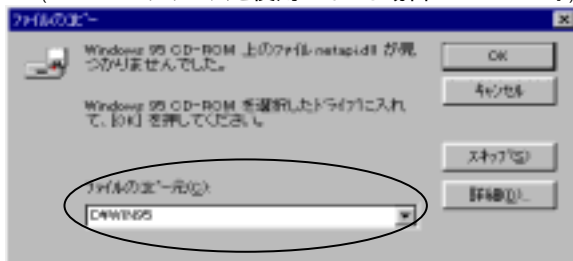 ファイルのコピー
Windows 95 CD-ROM 上のファイル netapi.dll が見
つかりませんでした。
OK
キャンセル
Windows 95 CD-ROM を選択したドライブに入れ
て、[OK] を押してください。
スキップ(S)
ファイルのコピー元(C):
詳細(D)...
D:¥WIN95